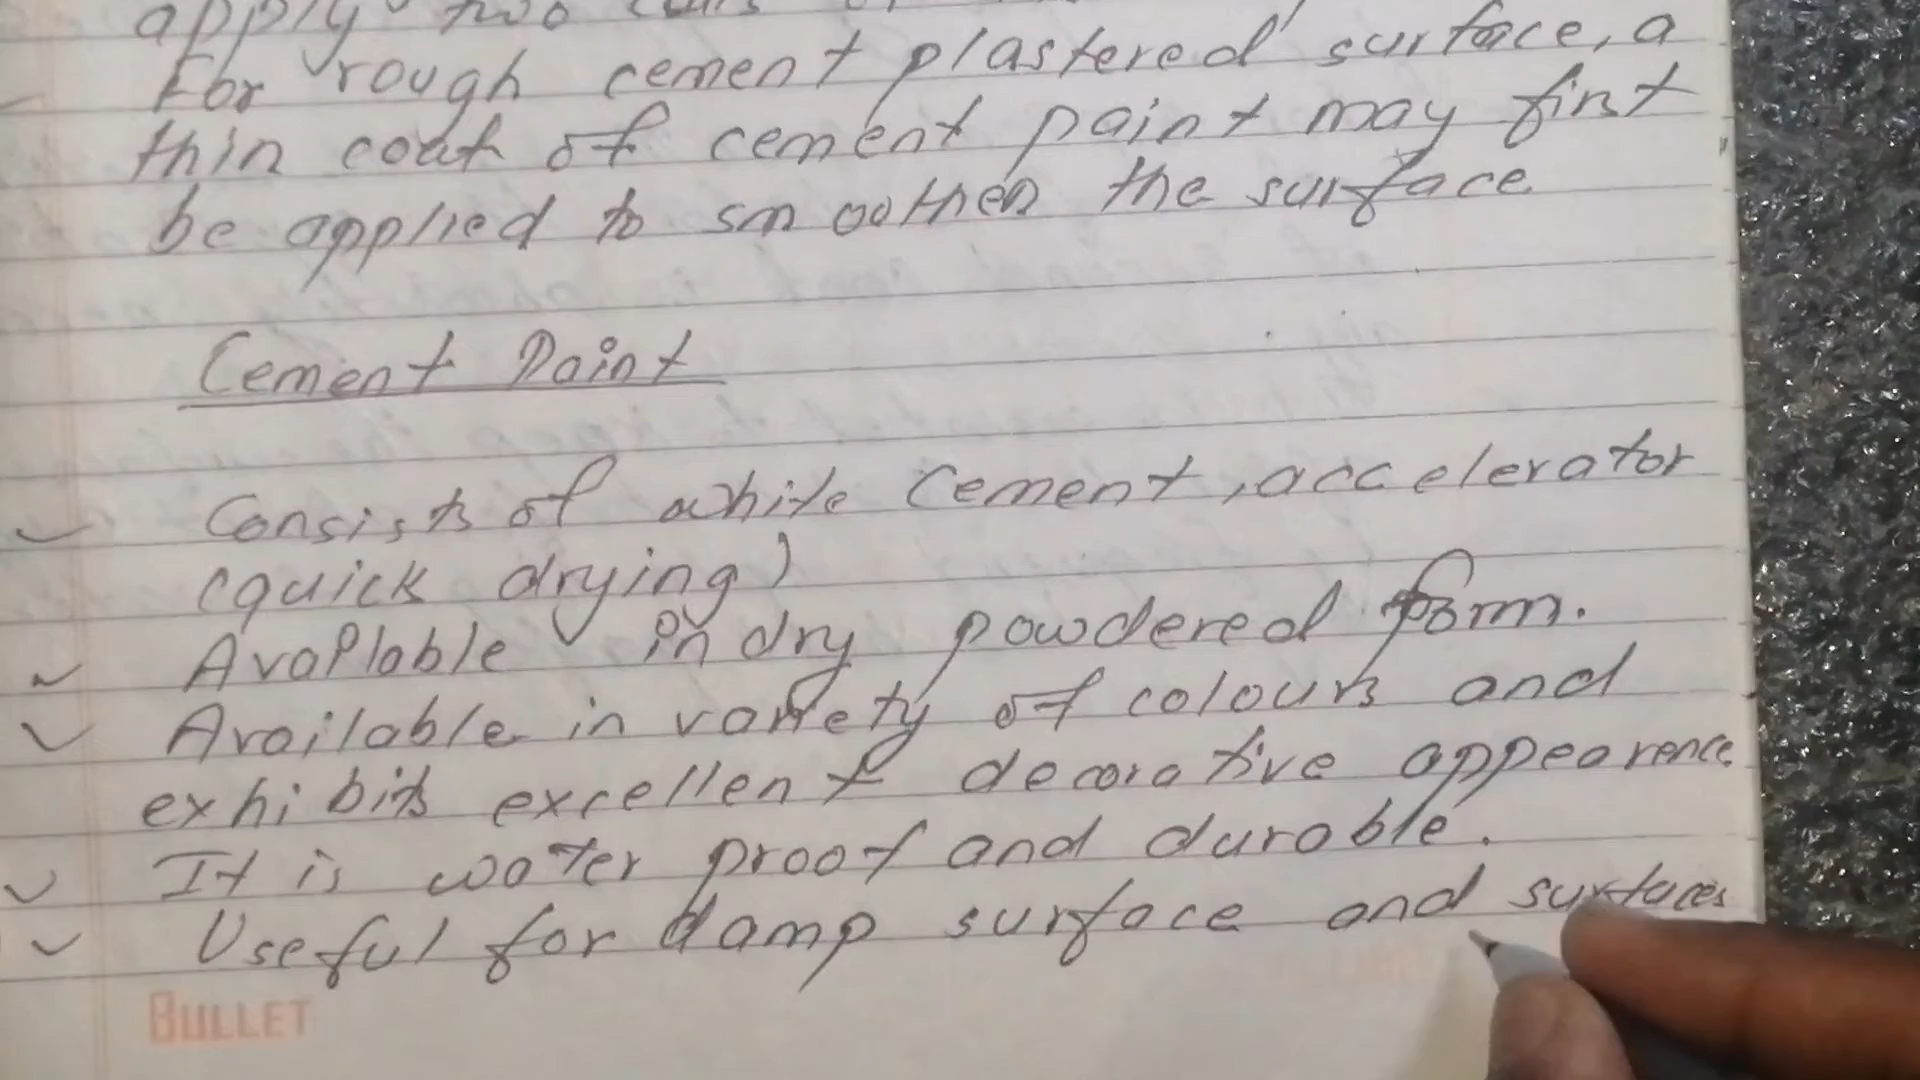 apply two
For rough cement plastered surface, a
thin coat of cement paint may first
be applied to smoothen the surface
Cement Paint
Consists of white Cement, accelerator
(quick drying)
Available in dry powdered form.
Available in variety of colours and
exhibits excellent decorative appearence
It is water proof and durable.
Useful for damp surface and surfaces
BULLET